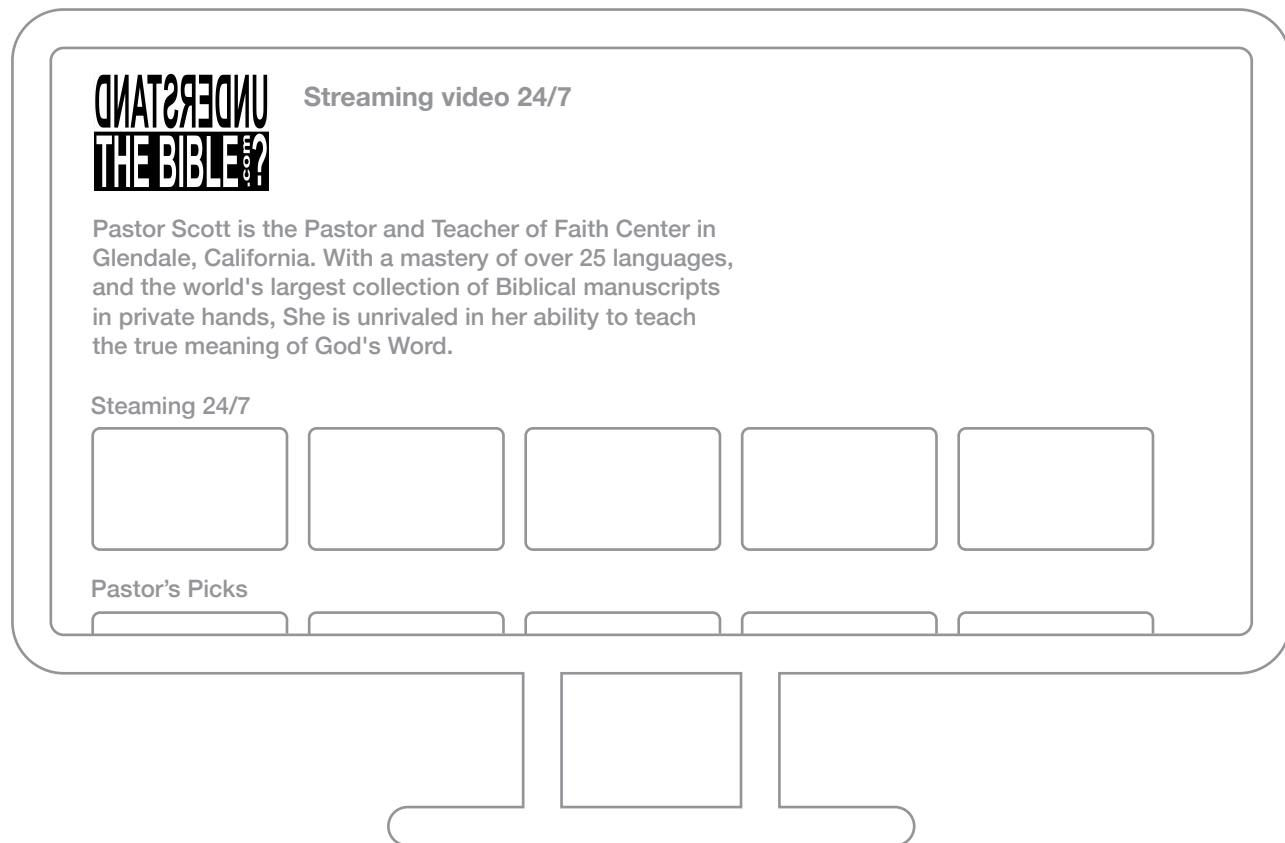 UNDERSTAND
THE BIBLE.com?
Streaming video 24/7
Pastor Scott is the Pastor and Teacher of Faith Center in
Glendale, California. With a mastery of over 25 languages,
and the world's largest collection of Biblical manuscripts
in private hands, She is unrivaled in her ability to teach
the true meaning of God's Word.
Steaming 24/7
Pastor’s Picks